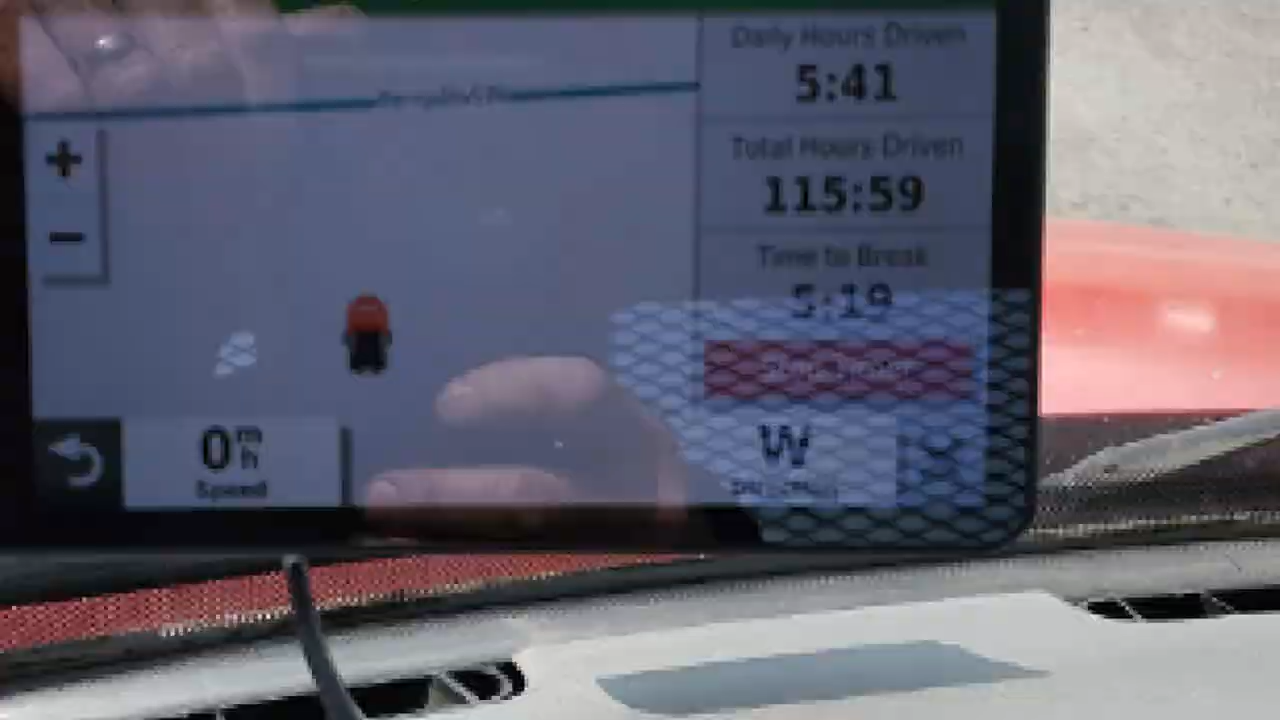 Daily Hours Driven
5:41
Total Hours Driven
115:59
Time to Break
5:19
+
-
0 m
h
Speed
W